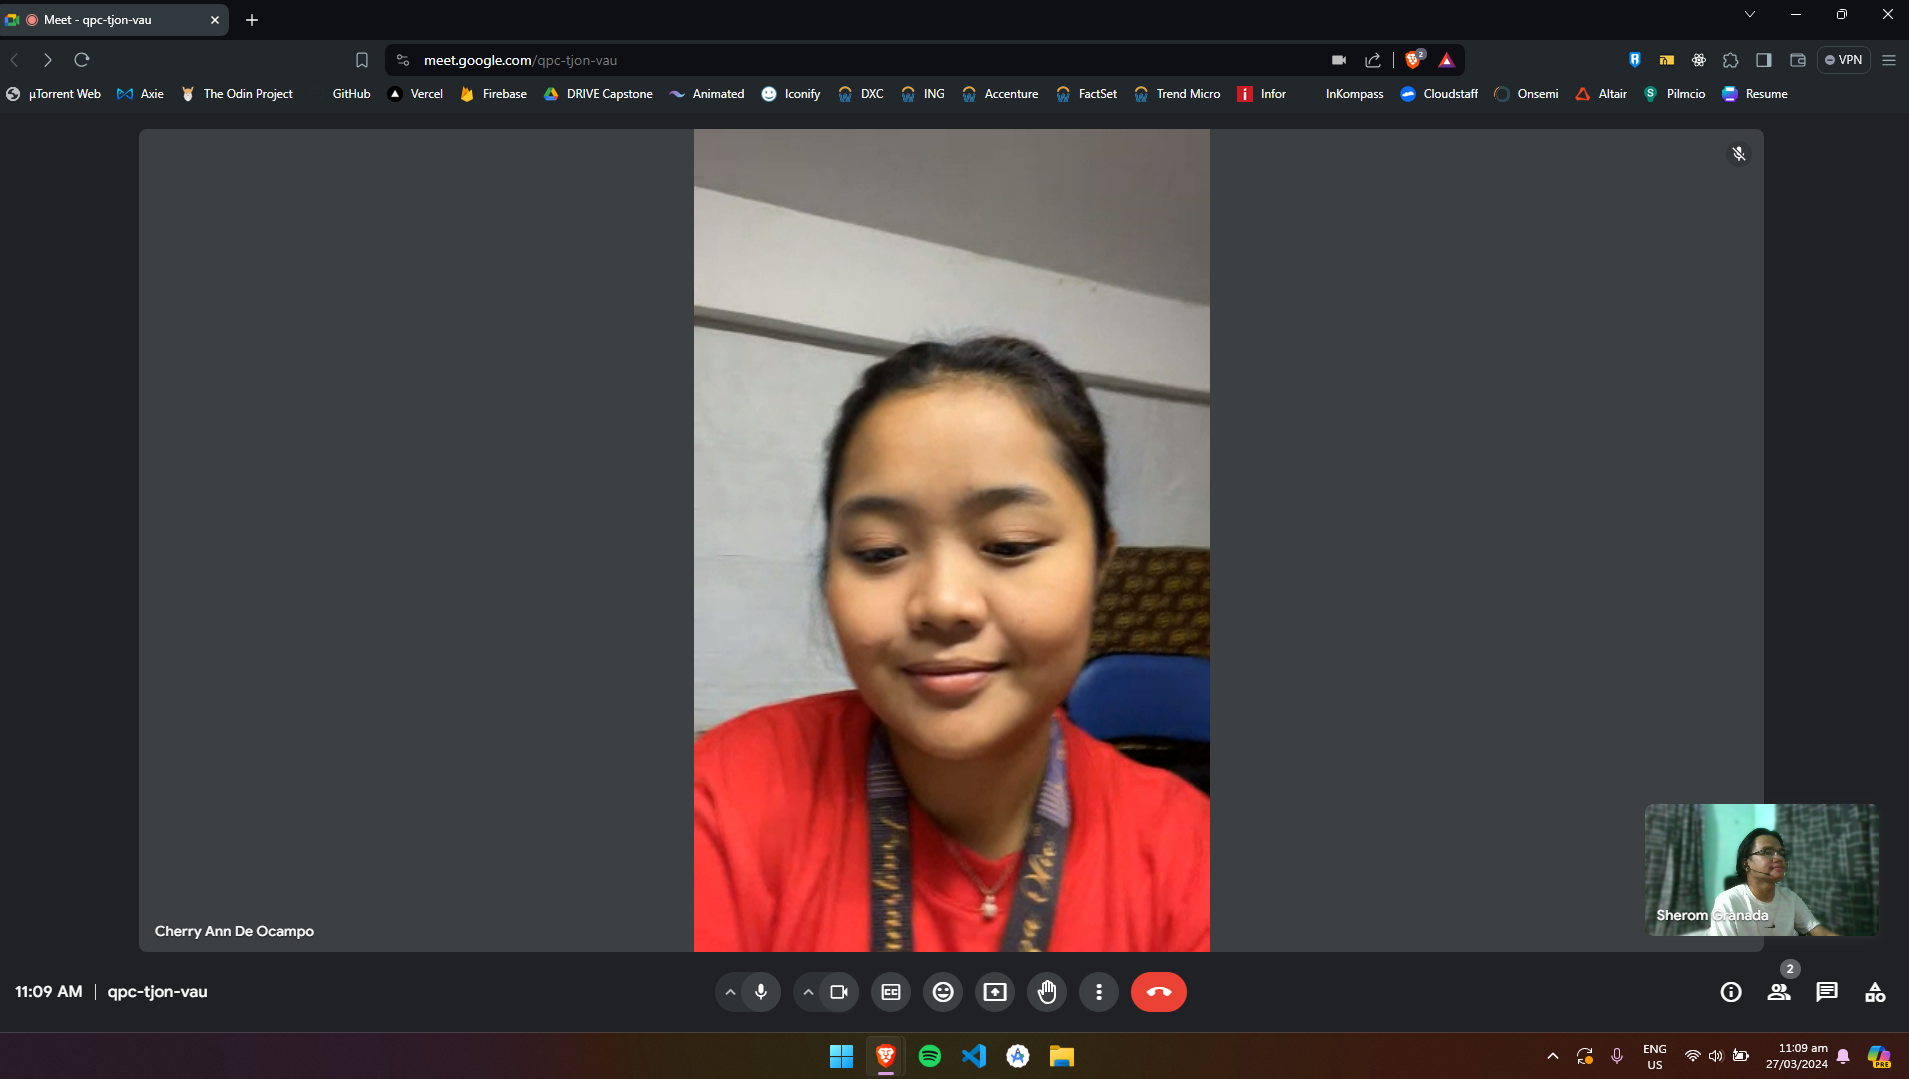 Meet - qpc-tjon-vau
meet.google.com/qpc-tjon-vau
2
VPN
µTorrent Web
Axie
The Odin Project
GitHub
Vercel
Firebase
DRIVE Capstone
Animated
Iconify
DXC
ING
Accenture
FactSet
Trend Micro
Infor
InKompass
Cloudstaff
Onsemi
Altair
Pilmcio
Resume
Cherry Ann De Ocampo
Sherom Granada
11:09 AM
qpc-tjon-vau
2
ENG
US
11:09 am
27/03/2024
PRE